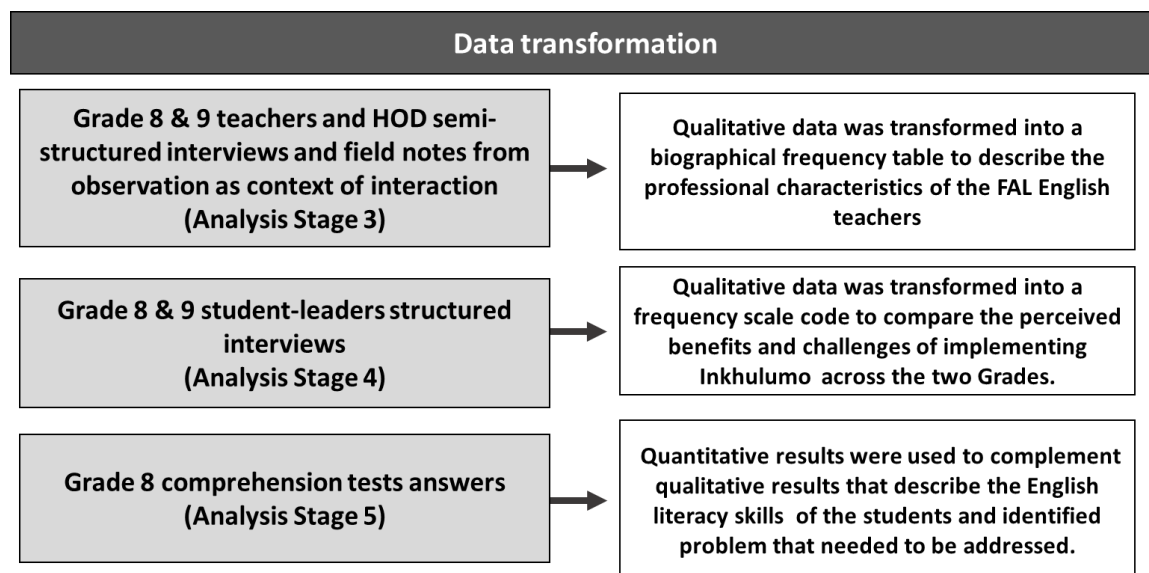 Data transformation
Grade 8 & 9 teachers and HOD semi-
structured interviews and field notes from
observation as context of interaction
(Analysis Stage 3)
Qualitative data was transformed into a
biographical frequency table to describe the
professional characteristics of the FAL English
teachers
Grade 8 & 9 student-leaders structured
interviews
(Analysis Stage 4)
Qualitative data was transformed into a
frequency scale code to compare the perceived
benefits and challenges of implementing
Inkhulumo across the two Grades.
Grade 8 comprehension tests answers
(Analysis Stage 5)
Quantitative results were used to complement
qualitative results that describe the English
literacy skills of the students and identified
problem that needed to be addressed.